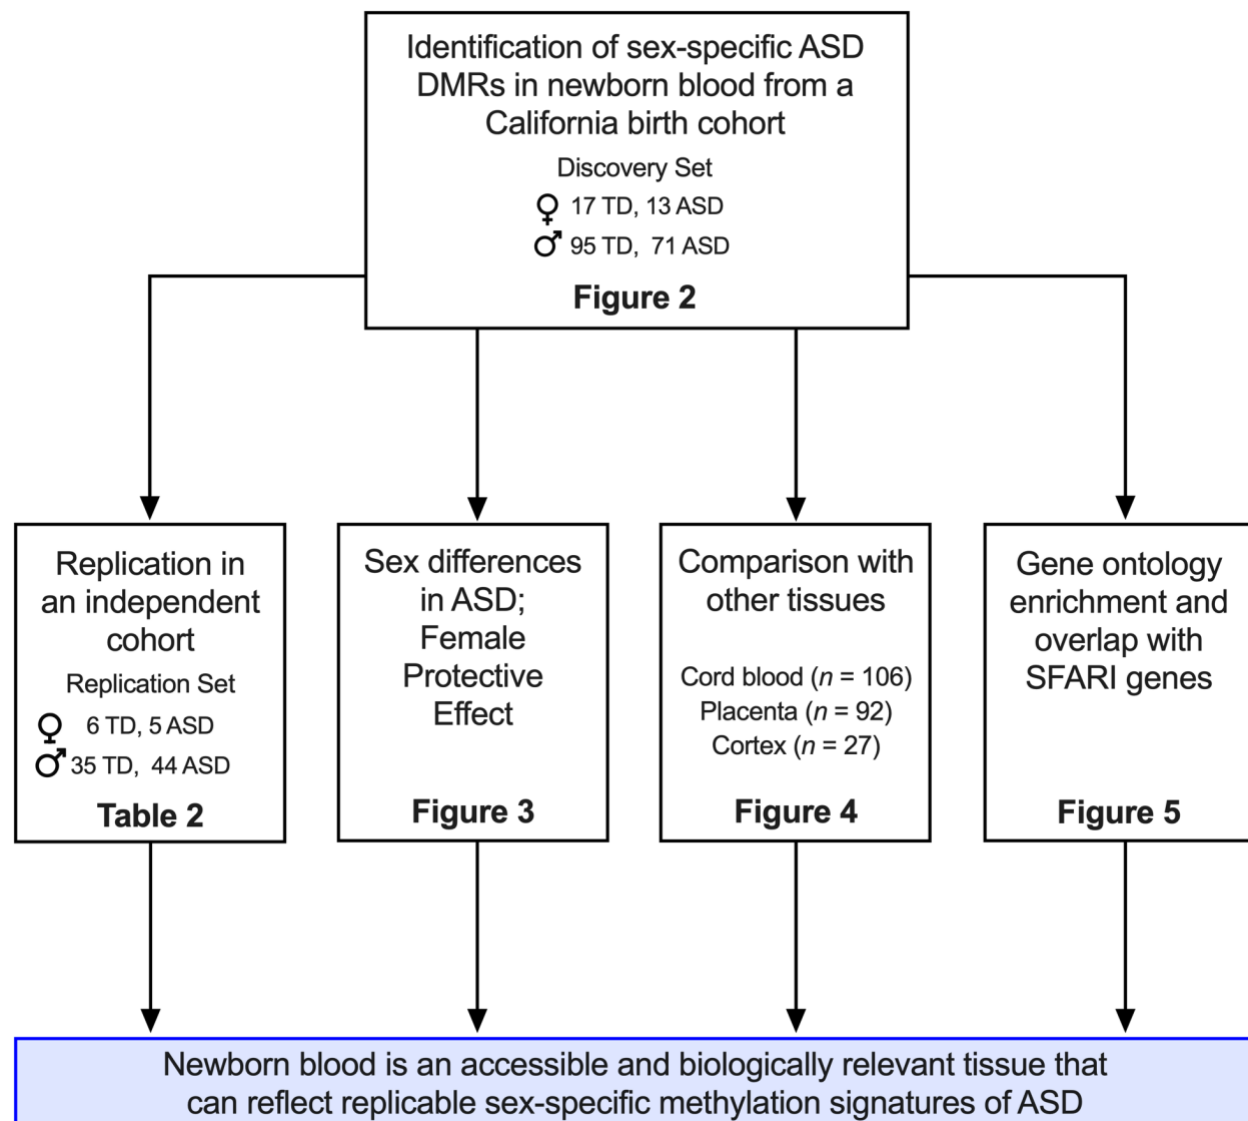 Identification of sex-specific ASD
DMRs in newborn blood from a
California birth cohort
Discovery Set
♀ 17 TD, 13 ASD
♂ 95 TD, 71 ASD
Figure 2
Replication in
an independent
cohort
Replication Set
♀ 6 TD, 5 ASD
♂ 35 TD, 44 ASD
Table 2
Sex differences
in ASD;
Female
Protective
Effect
Figure 3
Comparison with
other tissues
Cord blood (n = 106)
Placenta (n = 92)
Cortex (n = 27)
Figure 4
Gene ontology
enrichment and
overlap with
SFARI genes
Figure 5
Newborn blood is an accessible and biologically relevant tissue that
can reflect replicable sex-specific methylation signatures of ASD